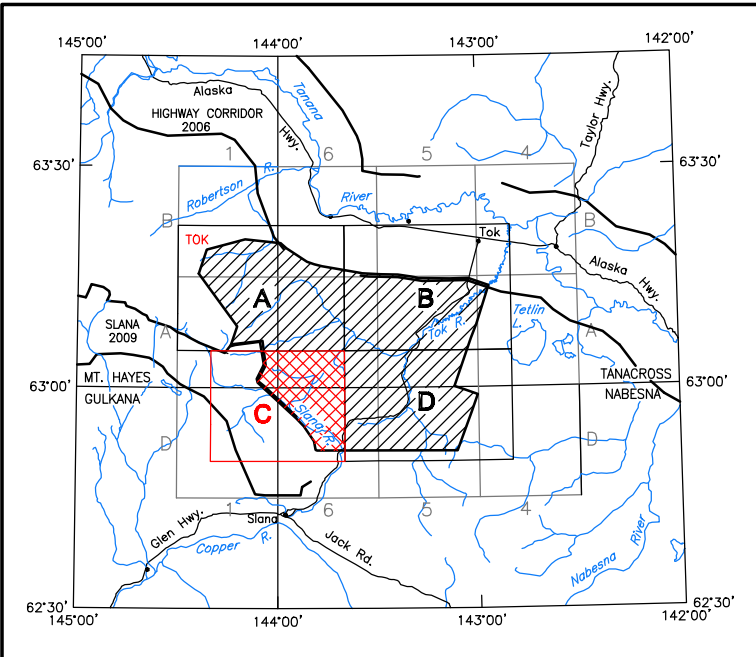 145°00'
144°00'
143°00'
142°00'
Alaska
Hwy.
Tanana
HIGHWAY CORRIDOR
2006
Taylor Hwy.
63°30'
63°30'
1
6
5
4
Robertson
R.
River
B
B
TOK
Tok
Alaska
Hwy.
A
B
Tetlin
L.
Tok R.
SLANA
2009
A
A
63°00'
63°00'
MT. HAYES
GULKANA
TANACROSS
NABESNA
C
D
Slana R.
D
D
1
6
5
4
Slana
Glen Hwy.
Copper
R.
Jack Rd.
Nabesna
River
62°30'
62°30'
145°00'
144°00'
143°00'
142°00'